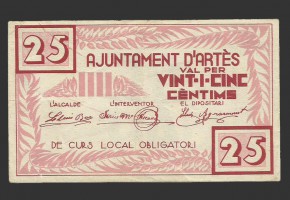 25
AJUNTAMENT D'ARTÈS
VAL PER
VINT-I-CINC
CÈNTIMS
L'ALCALDE L'INTERVENTOR EL DIPOSITARI
DE CURS LOCAL OBLIGATORI
25